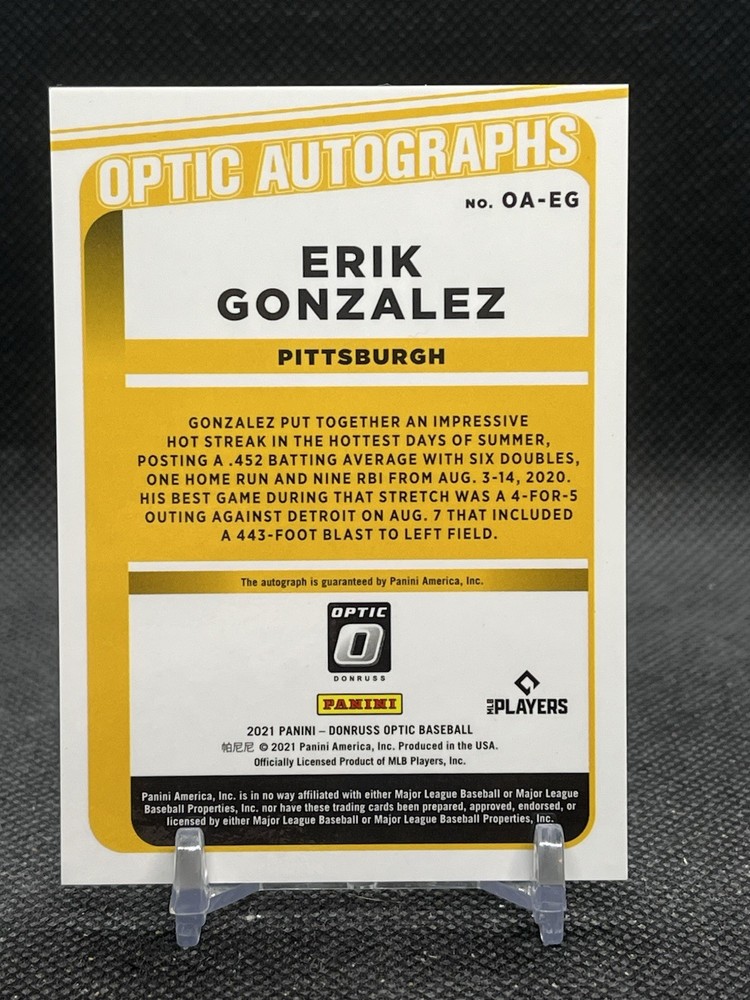 OPTIC AUTOGRAPHS
NO. OA-EG
ERIK
GONZALEZ
PITTSBURGH
GONZALEZ PUT TOGETHER AN IMPRESSIVE
HOT STREAK IN THE HOTTEST DAYS OF SUMMER,
POSTING A .452 BATTING AVERAGE WITH SIX DOUBLES,
ONE HOME RUN AND NINE RBI FROM AUG. 3-14, 2020.
HIS BEST GAME DURING THAT STRETCH WAS A 4-FOR-5
OUTING AGAINST DETROIT ON AUG. 7 THAT INCLUDED
A 443-FOOT BLAST TO LEFT FIELD.
The autograph is guaranteed by Panini America, Inc.
OPTIC
O
DONRUSS
PANINI
MLB PLAYERS
2021 PANINI – DONRUSS OPTIC BASEBALL
帕尼尼 © 2021 Panini America, Inc. Produced in the USA.
Officially Licensed Product of MLB Players, Inc.
Panini America, Inc. is in no way affiliated with either Major League Baseball or Major League
Baseball Properties, Inc. nor have these trading cards been prepared, approved, endorsed, or
licensed by either Major League Baseball or Major League Baseball Properties, Inc.